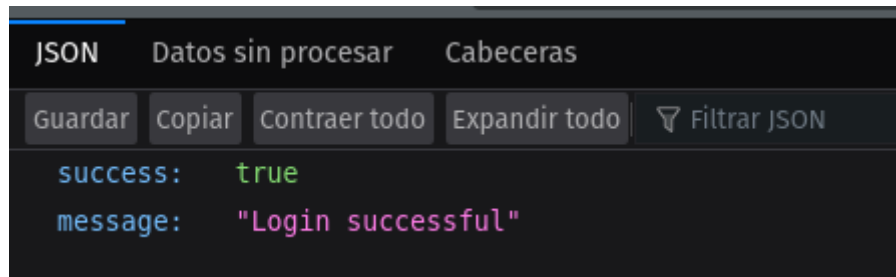 JSON Datos sin procesar Cabeceras
Guardar Copiar Contraer todo Expandir todo Filtrar JSON
success: true
message: "Login successful"